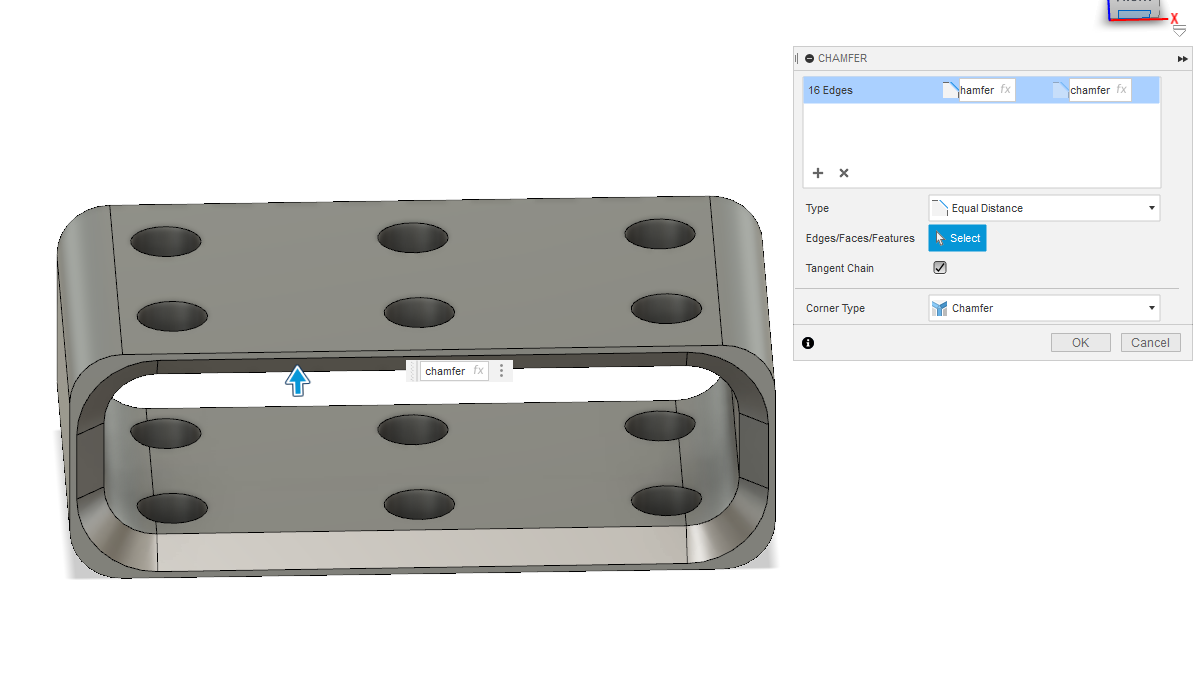 X
CHAMFER
16 Edges hamfer fx chamfer fx
Type Equal Distance
Edges/Faces/Features Select
Tangent Chain
Corner Type Chamfer
OK Cancel
chamfer fx